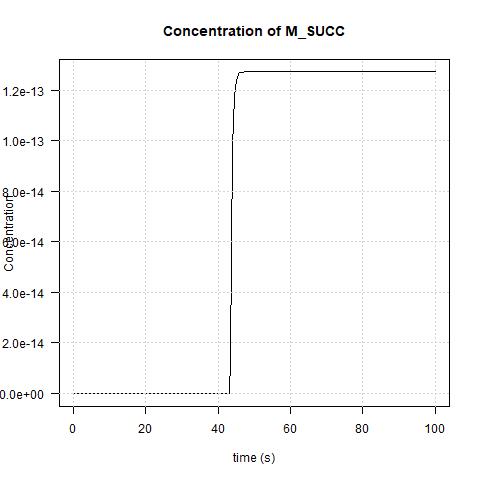 Concentration of M_SUCC
1.2e-13
1.0e-13
8.0e-14
6.0e-14
4.0e-14
2.0e-14
0.0e+00
Concentration
0 20 40 60 80 100
time (s)